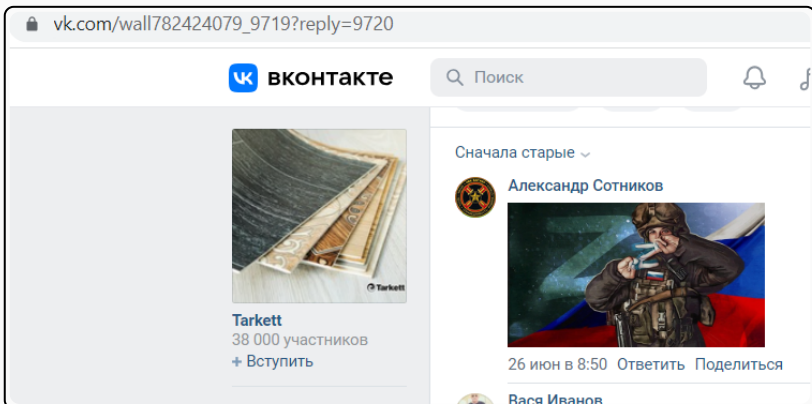 vk.com/wall782424079_9719?reply=9720
вконтакте
Поиск
Tarkett
Tarkett
38 000 участников
+ Вступить
Сначала старые
Александр Сотников
26 июн в 8:50 Ответить Поделиться
Вася Иванов